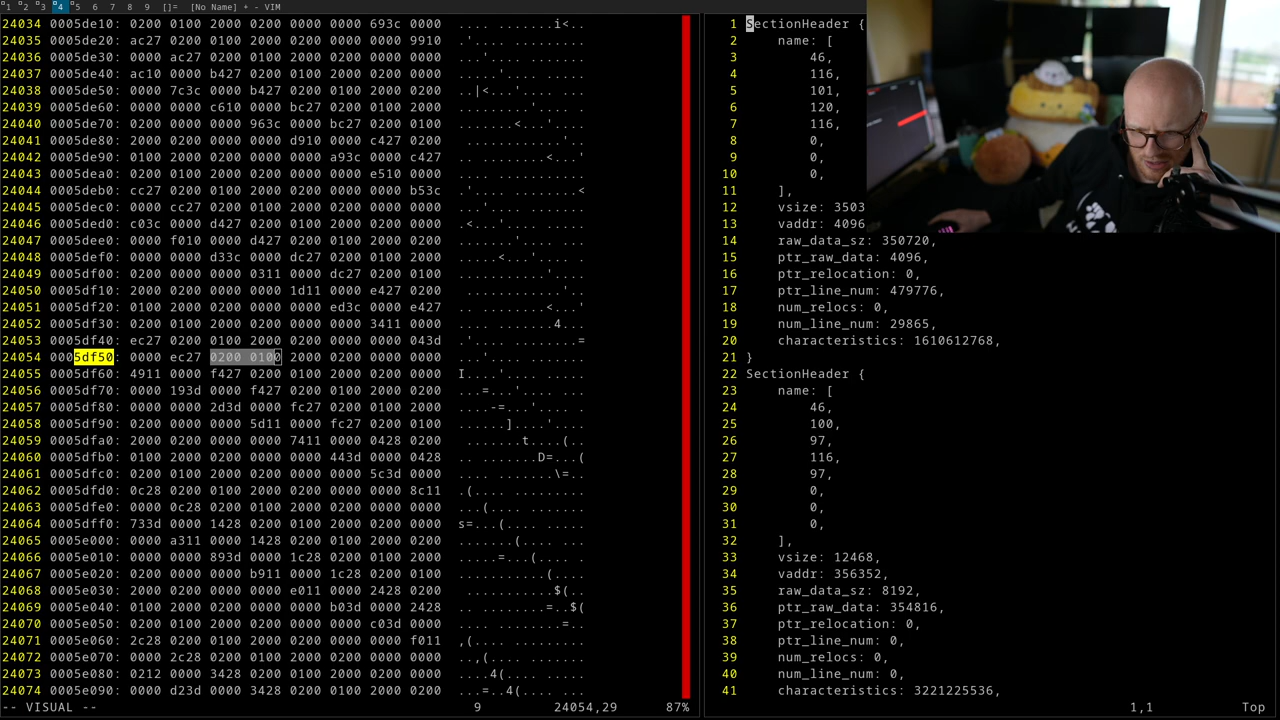 1 2 3 4 5 6 7 8 9 []= [No Name] + - VIM
24034 0005de10: 0200 0100 2000 0200 0000 0000 0000 693c ... .. .......i<..
24035 0005de20: ac27 0200 0100 2000 0200 0000 0000 9910
24036 0005de30: 0000 ac27 0200 0100 2000 0200 0000 0000
24037 0005de40: ac10 0000 b427 0200 0100 2000 0200 0000
24038 0005de50: 0000 7c3c 0000 b427 0200 0100 2000 0200
24039 0005de60: 0000 0000 c610 0000 bc27 0200 0100 2000
24040 0005de70: 0200 0000 0000 963c 0000 bc27 0200 0100
24041 0005de80: 2000 0200 0000 0000 d910 0000 c427 0200
24042 0005de90: 0100 2000 0200 0000 0000 a93c 0000 c427
24043 0005dea0: 0200 0100 2000 0200 0000 0000 e510 0000
24044 0005deb0: cc27 0200 0100 2000 0200 0000 0000 b53c
24045 0005dec0: 0000 cc27 0200 0100 2000 0200 0000 0000
24046 0005ded0: c03c 0000 d427 0200 0100 2000 0200 0000
24047 0005dee0: 0000 f010 0000 d427 0200 0100 2000 0200
24048 0005def0: 0000 0000 d33c 0000 dc27 0200 0100 2000
24049 0005df00: 0200 0000 0000 0311 0000 dc27 0200 0100
24050 0005df10: 2000 0200 0000 0000 1d11 0000 e427 0200
24051 0005df20: 0100 2000 0200 0000 0000 ed3c 0000 e427
24052 0005df30: 0200 0100 2000 0200 0000 0000 3411 0000
24053 0005df40: ec27 0200 0100 2000 0200 0000 0000 043d
24054 0005df50: 0000 ec27 0200 0100 2000 0200 0000 0000
24055 0005df60: 4911 0000 f427 0200 0100 2000 0200 0000
24056 0005df70: 0000 193d 0000 f427 0200 0100 2000 0200
24057 0005df80: 0000 0000 2d3d 0000 fc27 0200 0100 2000
24058 0005df90: 0200 0000 0000 5d11 0000 fc27 0200 0100
24059 0005dfa0: 2000 0200 0000 0000 7411 0000 0428 0200
24060 0005dfb0: 0100 2000 0200 0000 0000 443d 0000 0428
24061 0005dfc0: 0200 0100 2000 0200 0000 0000 5c3d 0000
24062 0005dfd0: 0c28 0200 0100 2000 0200 0000 0000 8c11
24063 0005dfe0: 0000 0c28 0200 0100 2000 0200 0000 0000
24064 0005dff0: 733d 0000 1428 0200 0100 2000 0200 0000
24065 0005e000: 0000 a311 0000 1428 0200 0100 2000 0200
24066 0005e010: 0000 0000 893d 0000 1c28 0200 0100 2000
24067 0005e020: 0200 0000 0000 b911 0000 1c28 0200 0100
24068 0005e030: 2000 0200 0000 0000 e011 0000 2428 0200
24069 0005e040: 0100 2000 0200 0000 0000 b03d 0000 2428
24070 0005e050: 0200 0100 2000 0200 0000 0000 c03d 0000
24071 0005e060: 2c28 0200 0100 2000 0200 0000 0000 f011
24072 0005e070: 0000 2c28 0200 0100 2000 0200 0000 0000
24073 0005e080: 0212 0000 3428 0200 0100 2000 0200 0000
24074 0005e090: 0000 d23d 0000 3428 0200 0100 2000 0200
-- VISUAL -- 9 24054,29 87%
1 SectionHeader {
2 name: [
3 46,
4 116,
5 101,
6 120,
7 116,
8 0,
9 0,
10 0,
11 ],
12 vsize: 3503
13 vaddr: 4096
14 raw_data_sz: 350720,
15 ptr_raw_data: 4096,
16 ptr_relocation: 0,
17 ptr_line_num: 479776,
18 num_relocs: 0,
19 num_line_num: 29865,
20 characteristics: 1610612768,
21 }
22 SectionHeader {
23 name: [
24 46,
25 100,
26 97,
27 116,
28 97,
29 0,
30 0,
31 0,
32 ],
33 vsize: 12468,
34 vaddr: 356352,
35 raw_data_sz: 8192,
36 ptr_raw_data: 354816,
37 ptr_relocation: 0,
38 ptr_line_num: 0,
39 num_relocs: 0,
40 num_line_num: 0,
41 characteristics: 3221225536,
1,1 Top